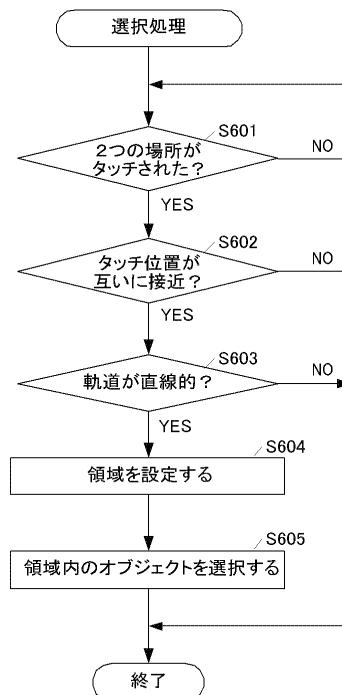 選択処理
S601
2つの場所が
タッチされた?
NO
YES
S602
タッチ位置が
互いに接近?
NO
YES
S603
軌道が直線的?
NO
YES
S604
領域を設定する
S605
領域内のオブジェクトを選択する
終了